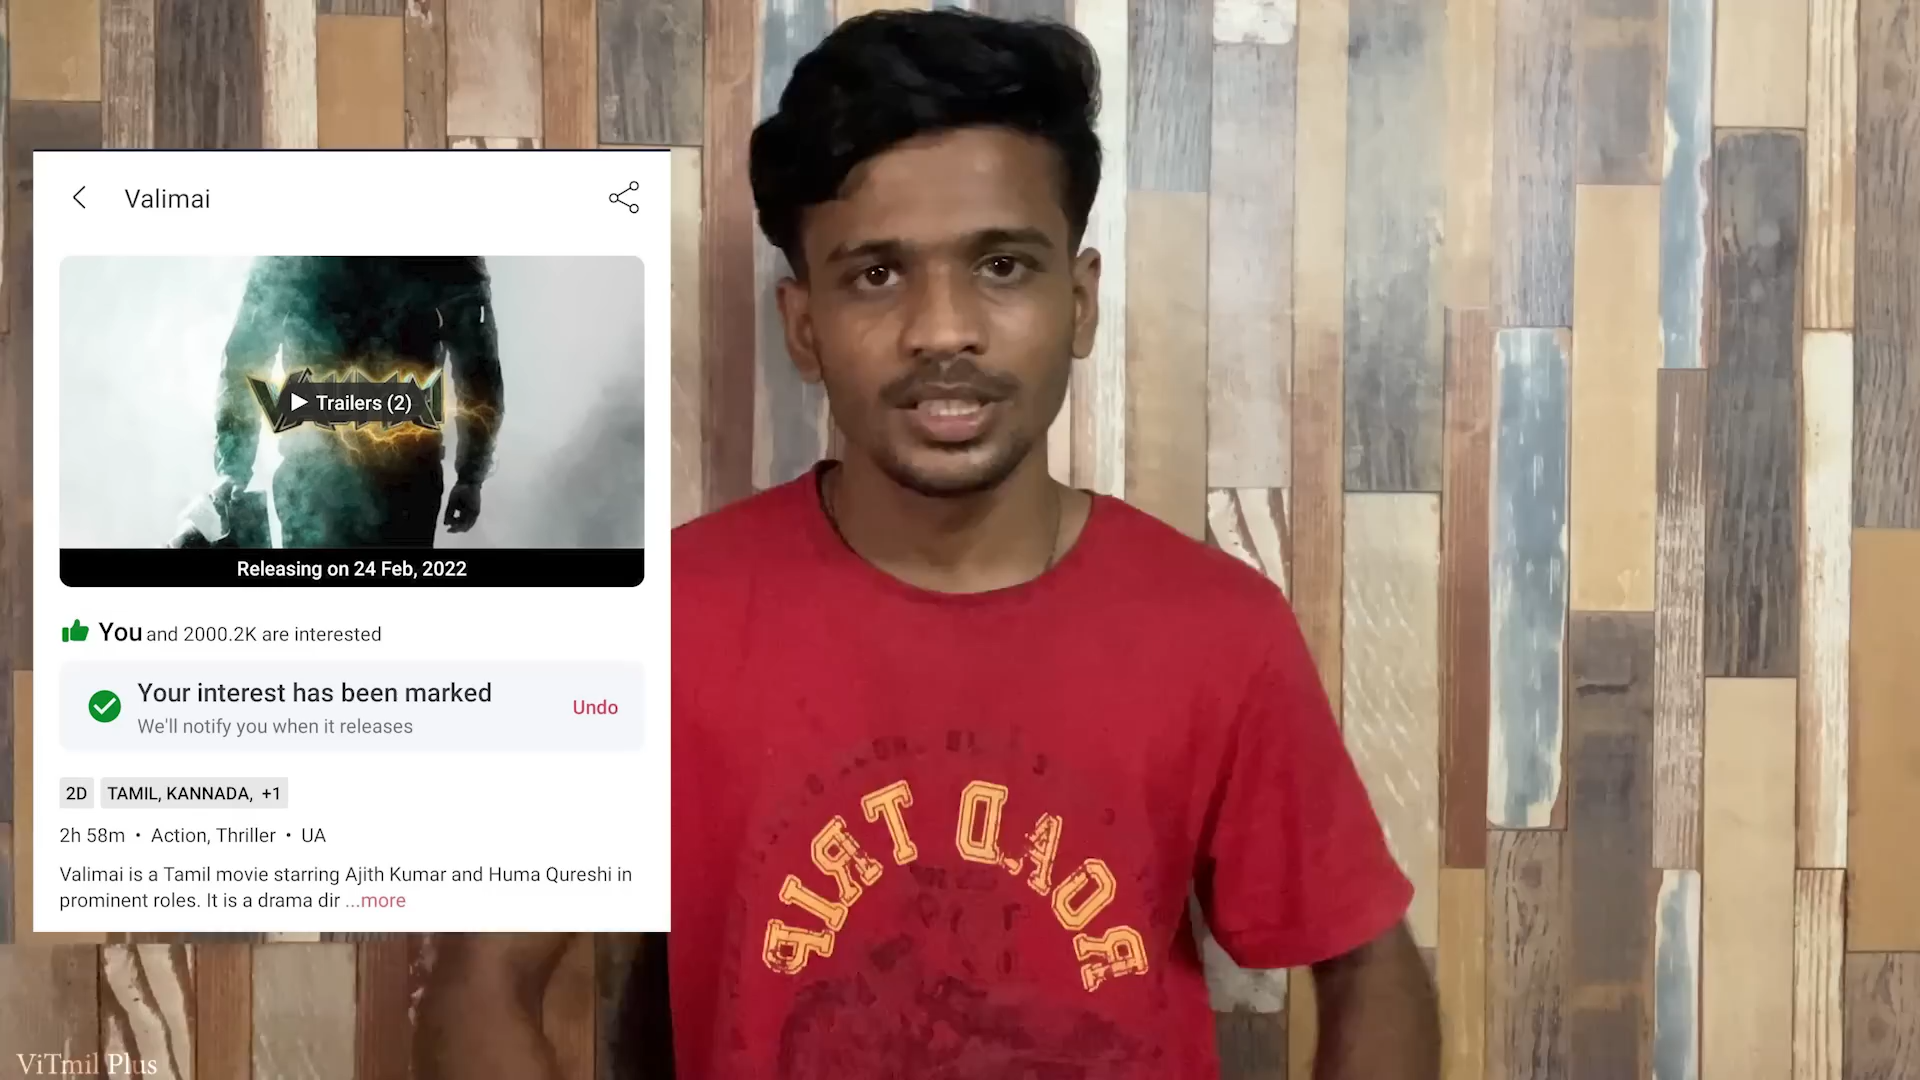 Valimai
Trailers (2)
Releasing on 24 Feb, 2022
You and 2000.2K are interested
Your interest has been marked
We'll notify you when it releases
Undo
2D TAMIL, KANNADA, +1
2h 58m • Action, Thriller • UA
Valimai is a Tamil movie starring Ajith Kumar and Huma Qureshi in
prominent roles. It is a drama dir ...more
ROAD TRIP
ViTmil Plus